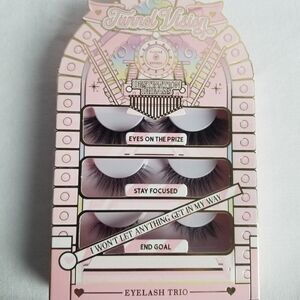 Tunnel Vision
EYES ON THE PRIZE
STAY FOCUSED
I WON'T LET ANYTHING GET IN MY WAY
END GOAL
EYELASH TRIO